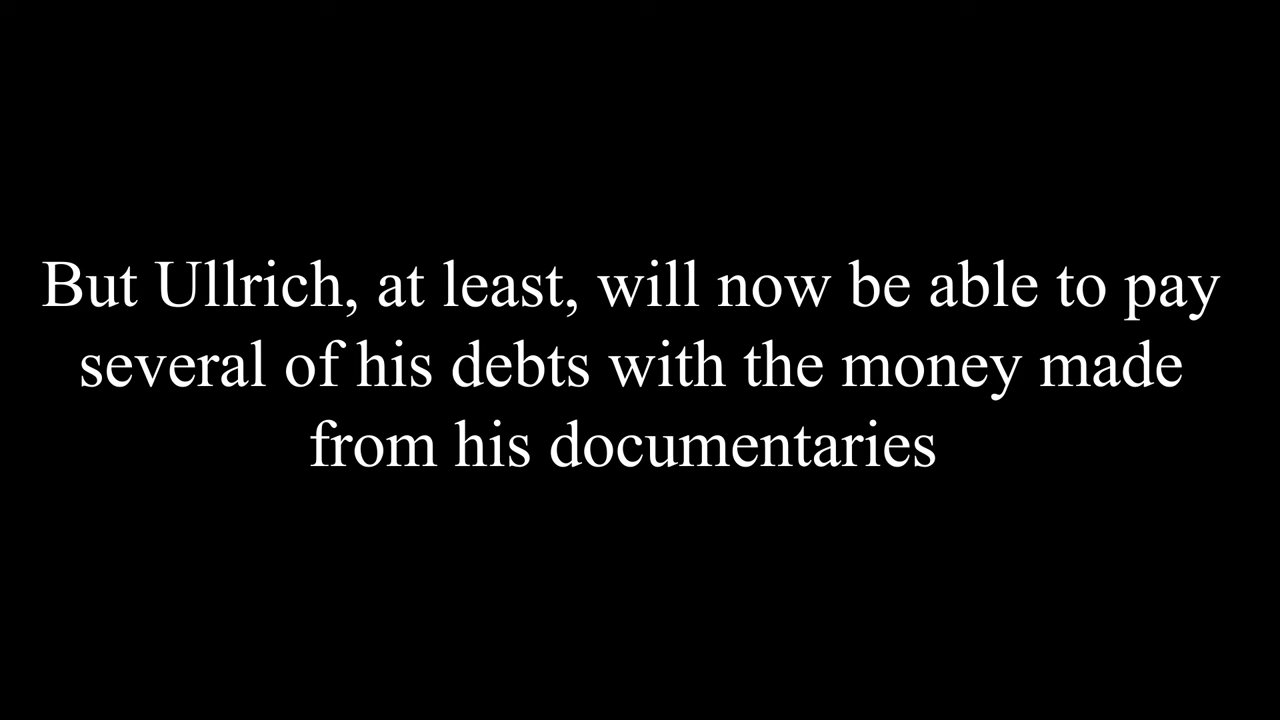 But Ullrich, at least, will now be able to pay
several of his debts with the money made
from his documentaries